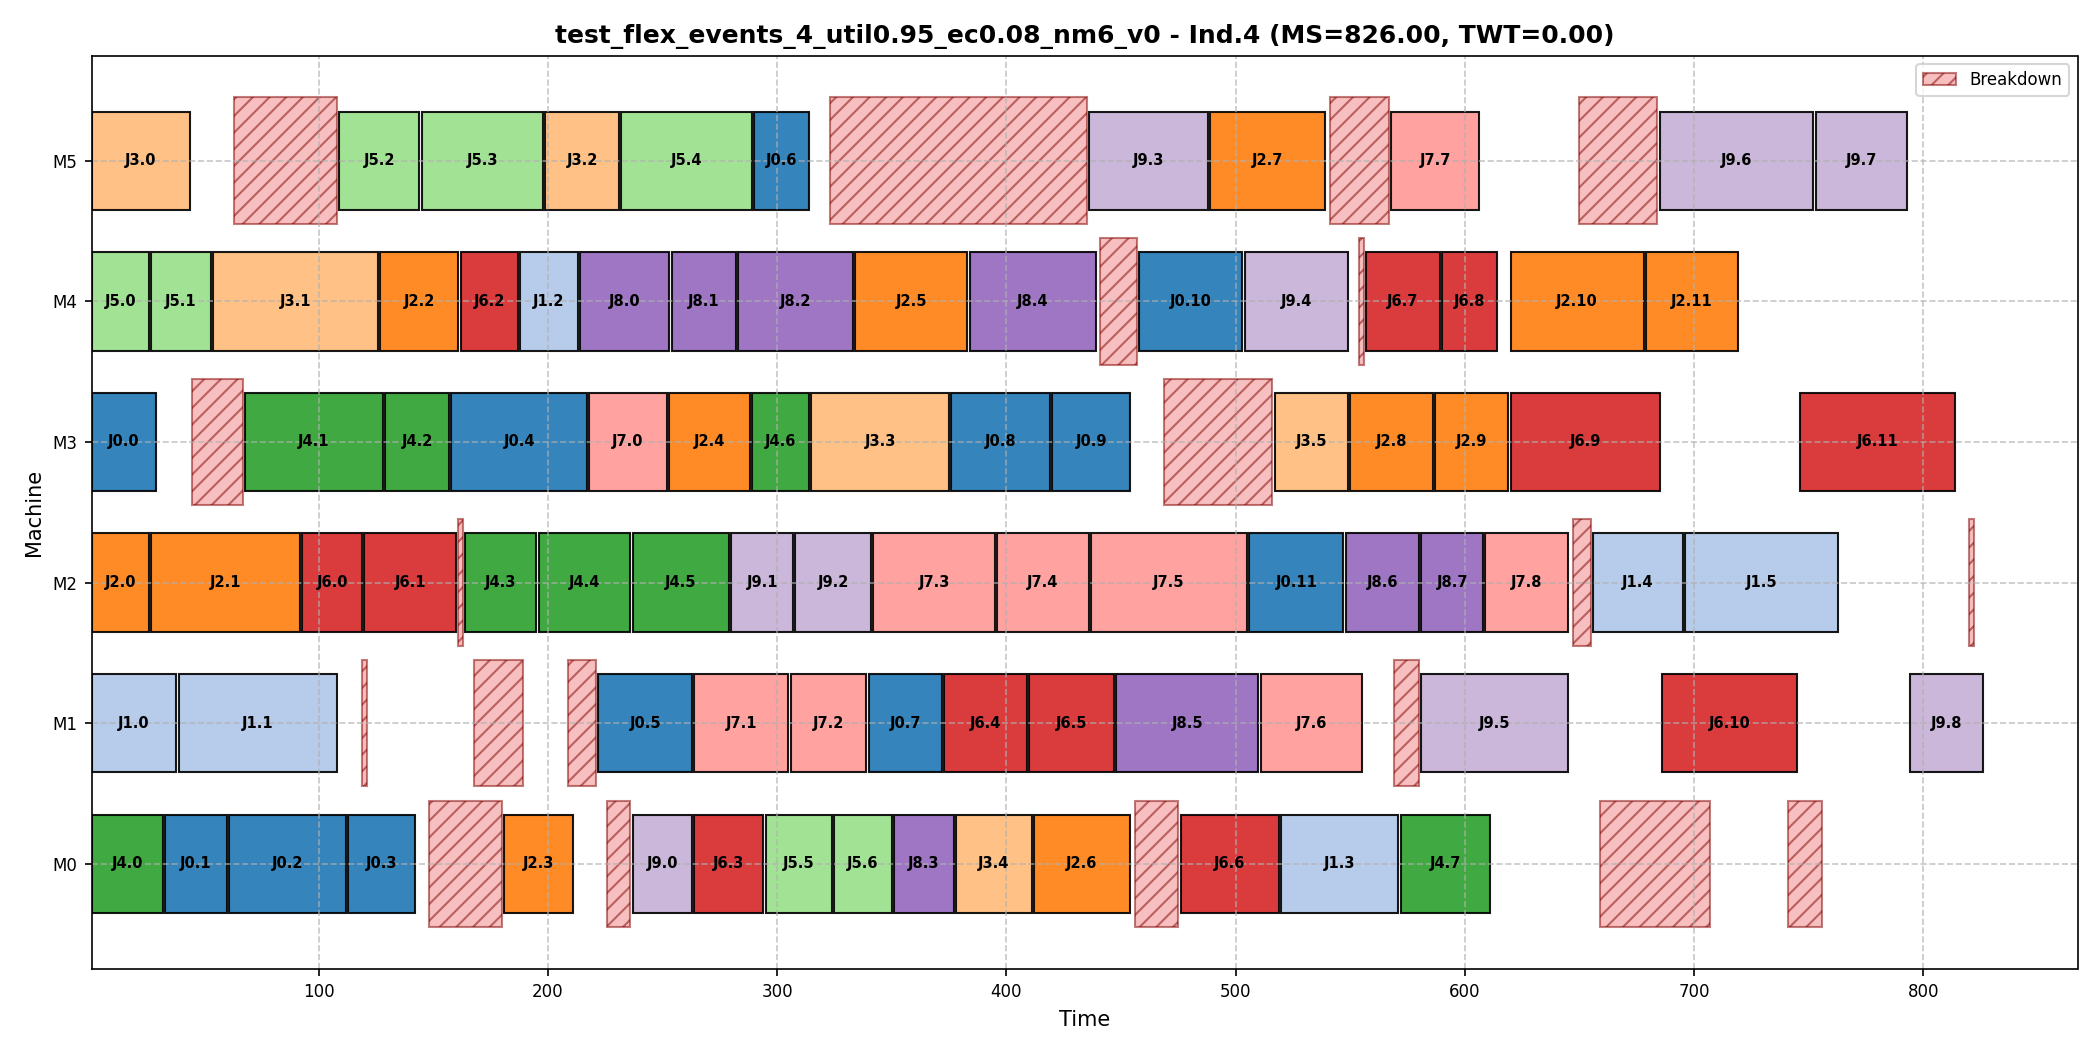 test_flex_events_4_util0.95_ec0.08_nm6_v0 - Ind.4 (MS=826.00, TWT=0.00)
Breakdown
M5 J3.0 J5.2 J5.3 J3.2 J5.4 J0.6 J9.3 J2.7 J7.7 J9.6 J9.7
M4 J5.0 J5.1 J3.1 J2.2 J6.2 J1.2 J8.0 J8.1 J8.2 J2.5 J8.4 J0.10 J9.4 J6.7 J6.8 J2.10 J2.11
M3 J0.0 J4.1 J4.2 J0.4 J7.0 J2.4 J4.6 J3.3 J0.8 J0.9 J3.5 J2.8 J2.9 J6.9 J6.11
Machine
M2 J2.0 J2.1 J6.0 J6.1 J4.3 J4.4 J4.5 J9.1 J9.2 J7.3 J7.4 J7.5 J0.11 J8.6 J8.7 J7.8 J1.4 J1.5
M1 J1.0 J1.1 J0.5 J7.1 J7.2 J0.7 J6.4 J6.5 J8.5 J7.6 J9.5 J6.10 J9.8
M0 J4.0 J0.1 J0.2 J0.3 J2.3 J9.0 J6.3 J5.5 J5.6 J8.3 J3.4 J2.6 J6.6 J1.3 J4.7
100 200 300 400 500 600 700 800
Time